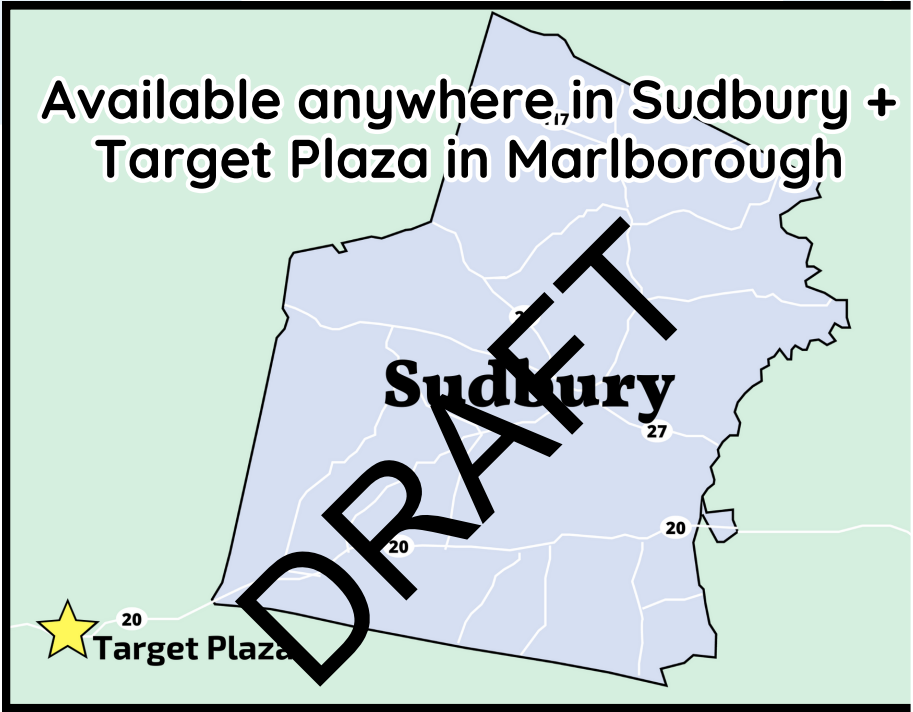 Available anywhere in Sudbury +
Target Plaza in Marlborough
Sudbury
DRAFT
27
20
20
20
Target Plaza